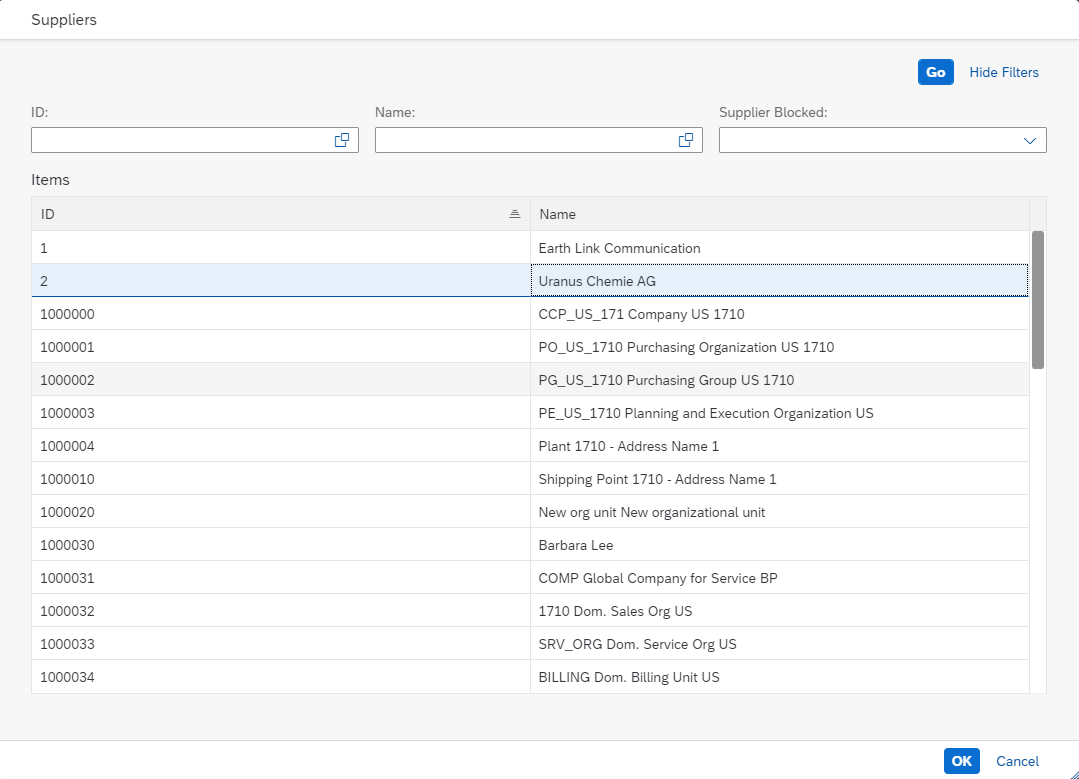 Suppliers
Go Hide Filters
ID: Name: Supplier Blocked:
Items
ID Name
1 Earth Link Communication
2 Uranus Chemie AG
1000000 CCP_US_171 Company US 1710
1000001 PO_US_1710 Purchasing Organization US 1710
1000002 PG_US_1710 Purchasing Group US 1710
1000003 PE_US_1710 Planning and Execution Organization US
1000004 Plant 1710 - Address Name 1
1000010 Shipping Point 1710 - Address Name 1
1000020 New org unit New organizational unit
1000030 Barbara Lee
1000031 COMP Global Company for Service BP
1000032 1710 Dom. Sales Org US
1000033 SRV_ORG Dom. Service Org US
1000034 BILLING Dom. Billing Unit US
OK Cancel